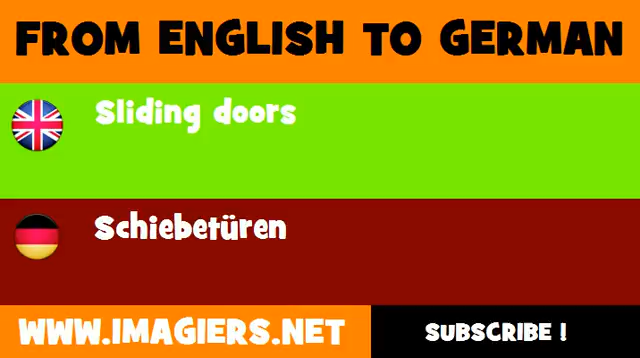 FROM ENGLISH TO GERMAN
Sliding doors
Schiebetüren
WWW.IMAGIERS.NET
SUBSCRIBE !